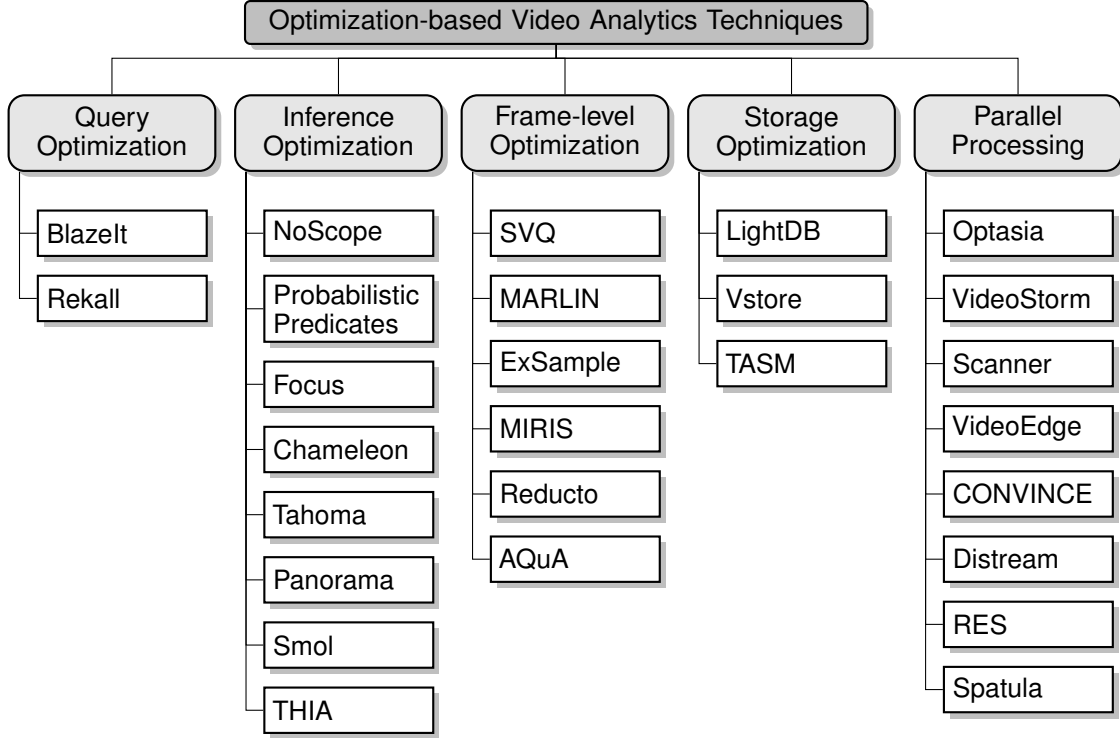 Optimization-based Video Analytics Techniques
Query
Optimization
BlazeIt
Rekall
Inference
Optimization
NoScope
Probabilistic
Predicates
Focus
Chameleon
Tahoma
Panorama
Smol
THIA
Frame-level
Optimization
SVQ
MARLIN
ExSample
MIRIS
Reducto
AQuA
Storage
Optimization
LightDB
Vstore
TASM
Parallel
Processing
Optasia
VideoStorm
Scanner
VideoEdge
CONVINCE
Distream
RES
Spatula